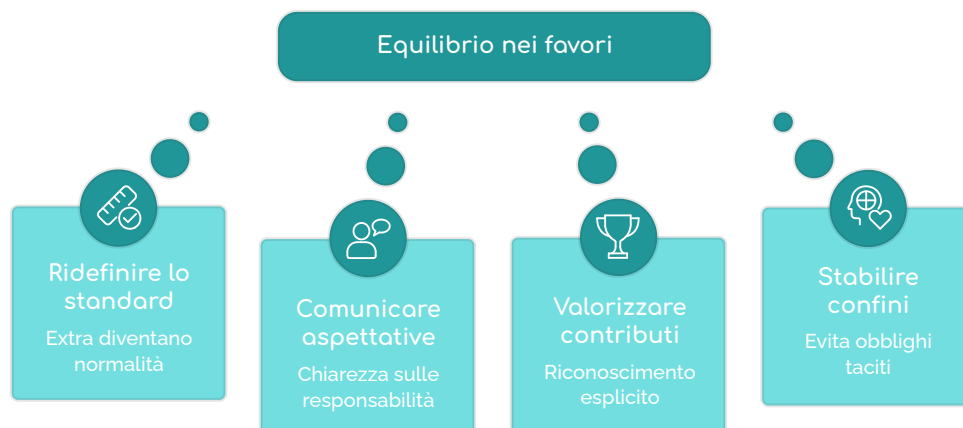 Equilibrio nei favori
Ridefinire lo
standard
Extra diventano
normalità
Comunicare
aspettative
Chiarezza sulle
responsabilità
Valorizzare
contributi
Riconoscimento
esplicito
Stabilire
confini
Evita obblighi
taciti